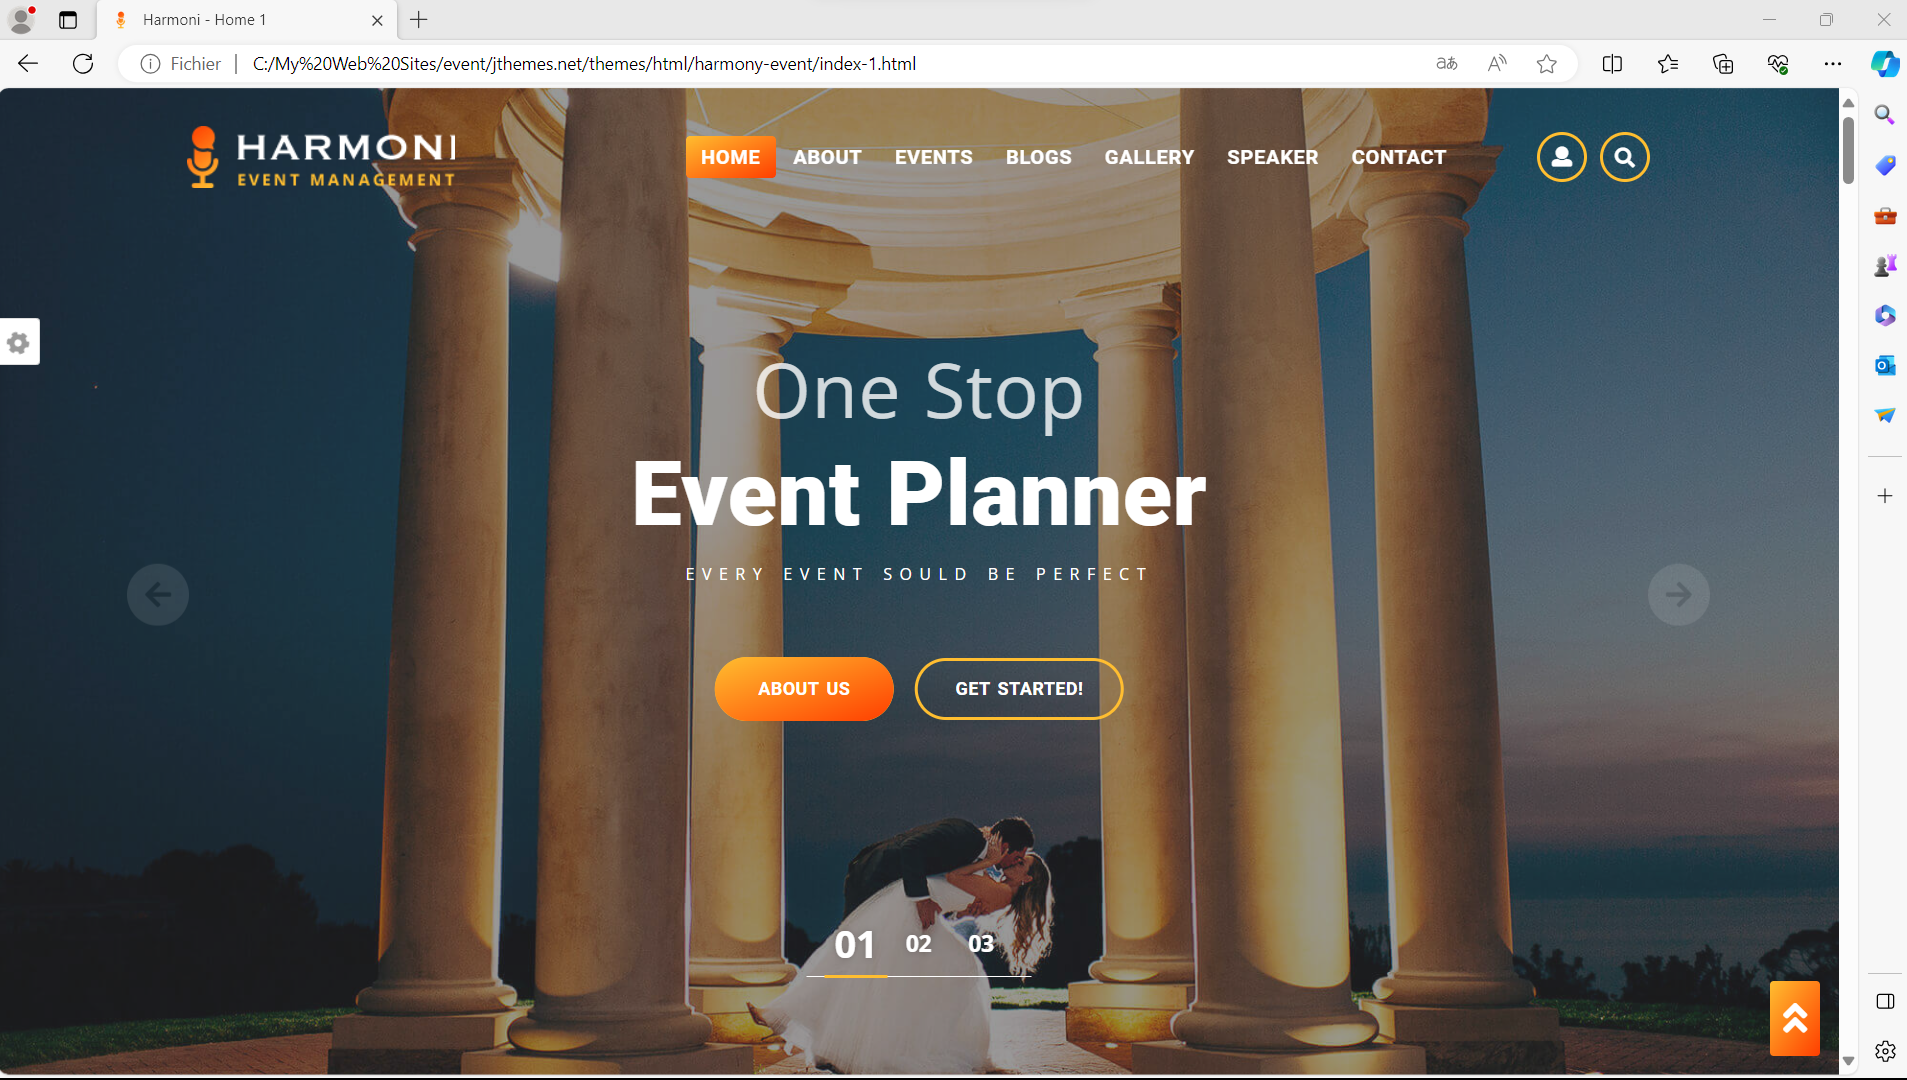 Harmoni - Home 1
Fichier C:/My%20Web%20Sites/event/jthemes.net/themes/html/harmony-event/index-1.html
HARMONI
EVENT MANAGEMENT
HOME ABOUT EVENTS BLOGS GALLERY SPEAKER CONTACT
One Stop
Event Planner
EVERY EVENT SOULD BE PERFECT
ABOUT US GET STARTED!
01 02 03